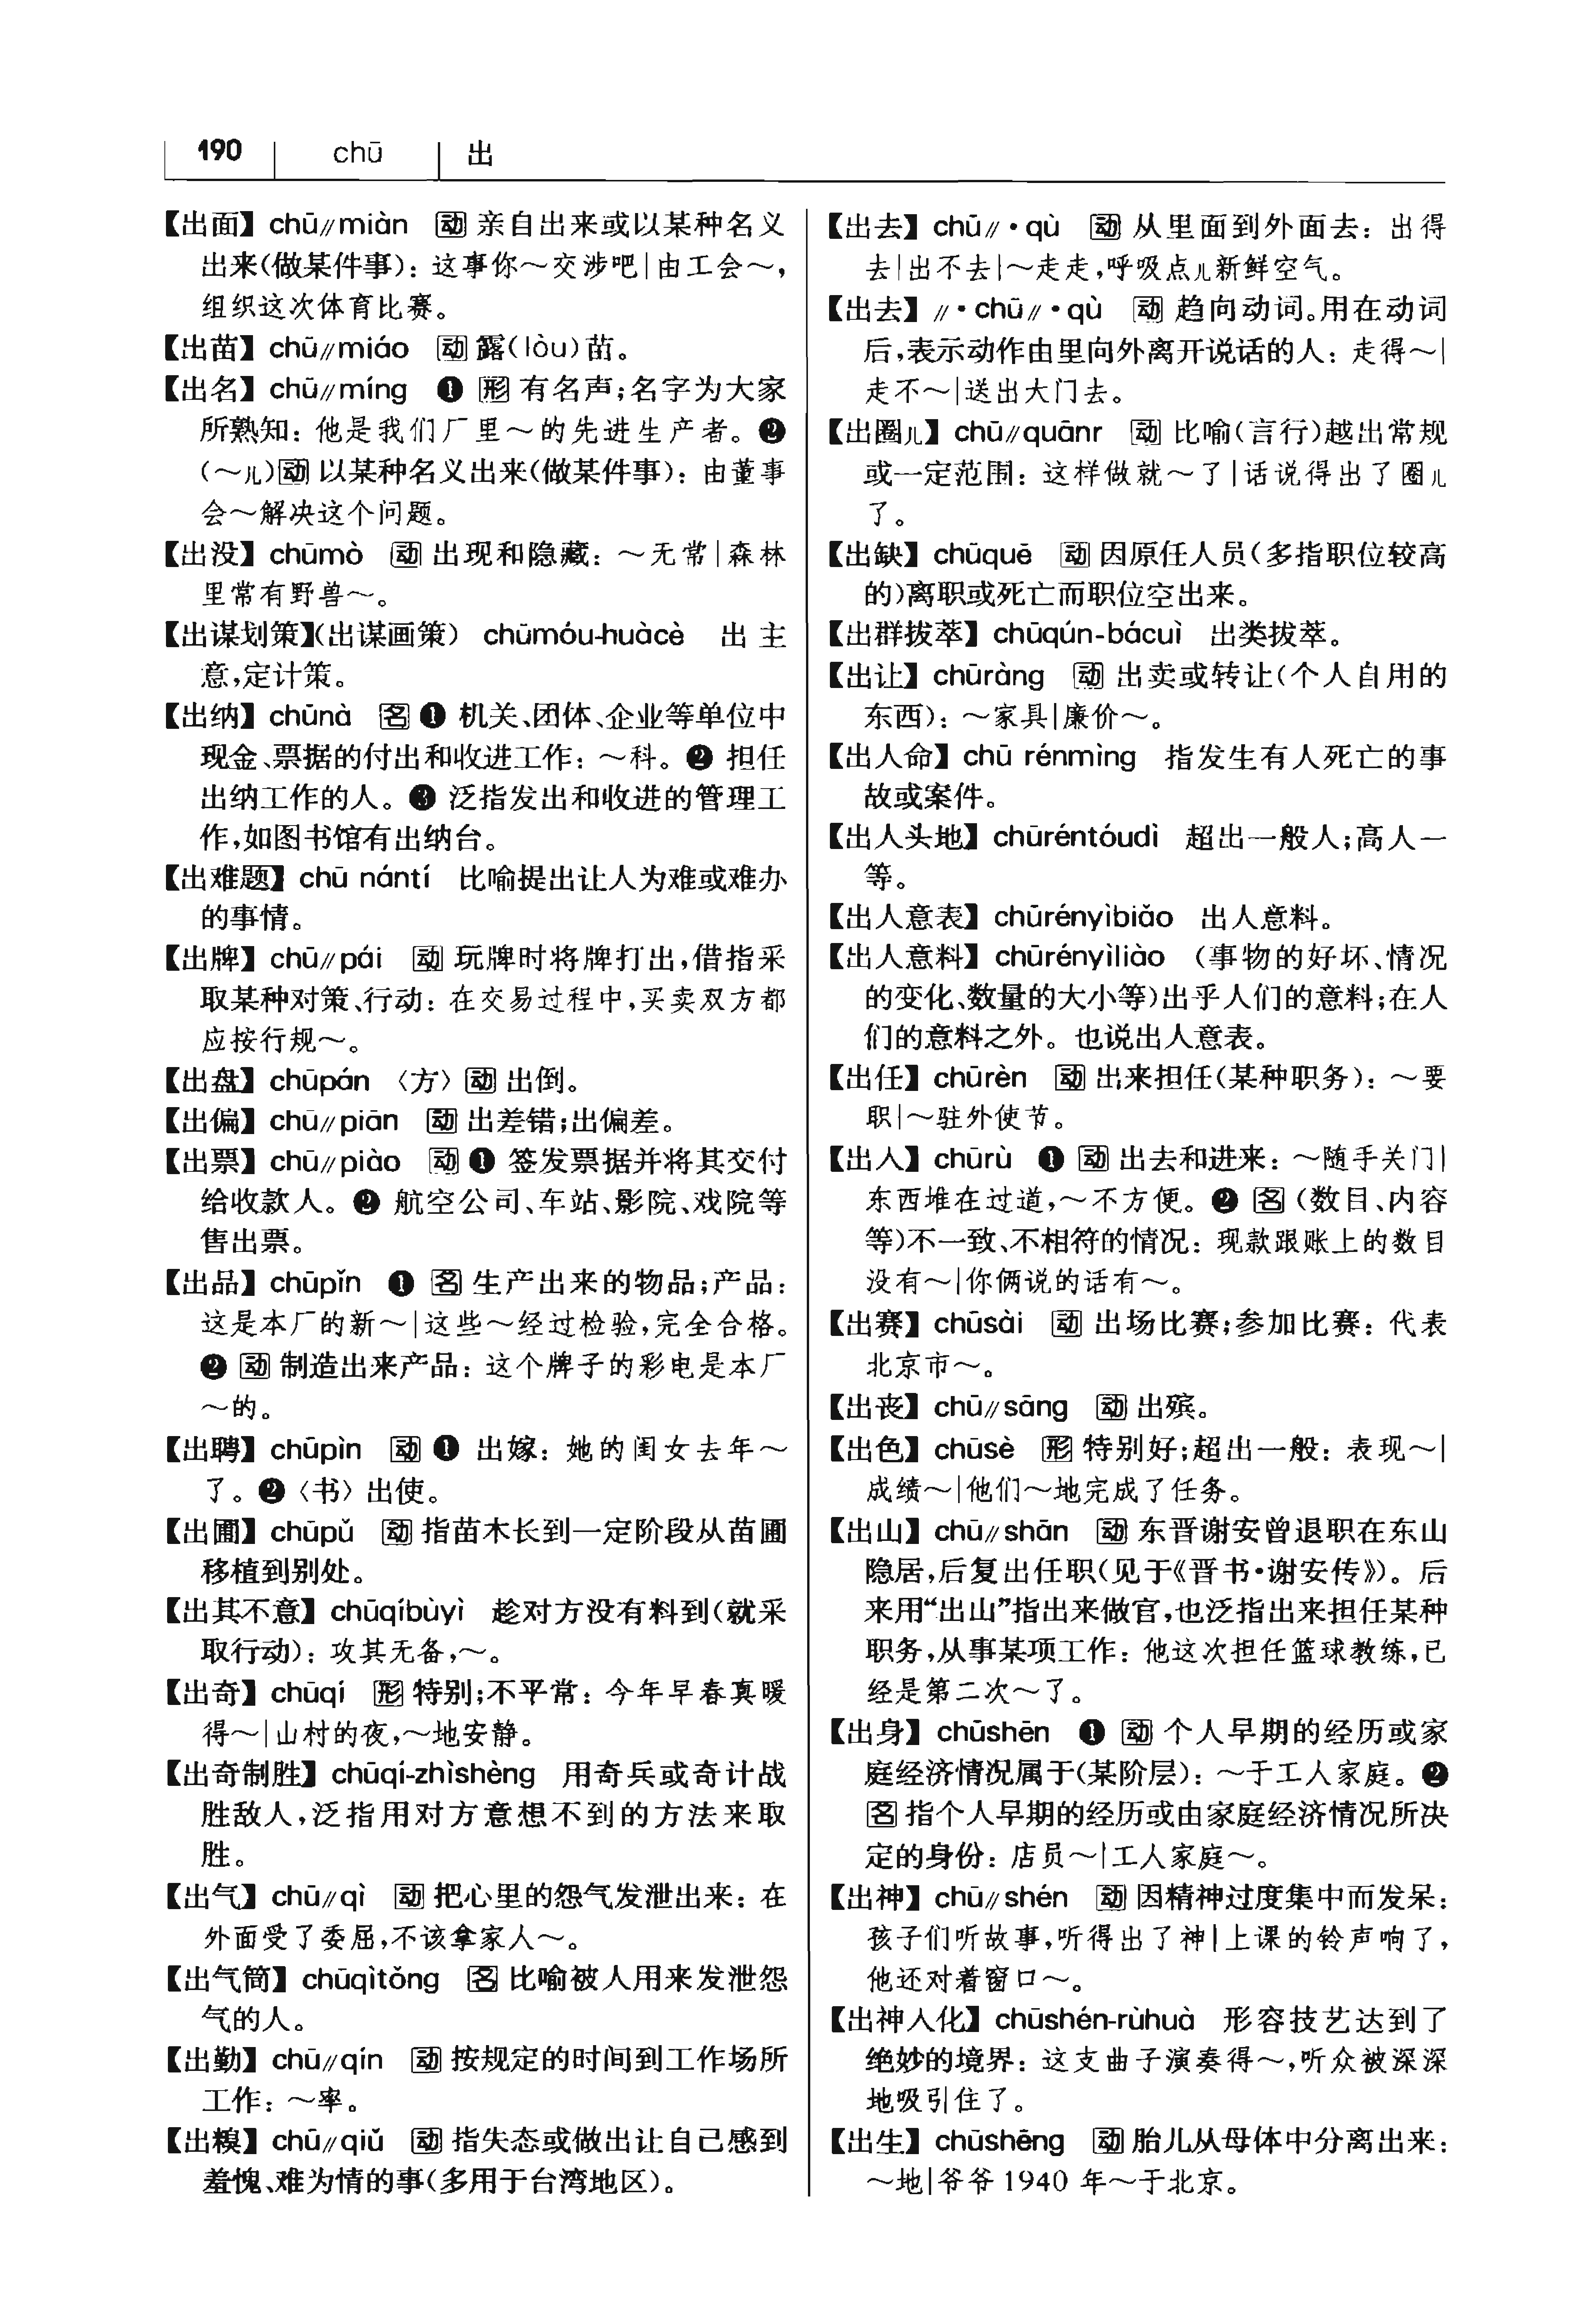 190 chū 出
【出面】 chū∥miàn 动 亲自出来或以某种名义
出来(做某件事)：这事你～交涉吧|由工会～，
组织这次体育比赛。
【出苗】 chū∥miáo 动 露(lòu)苗。
【出名】 chū∥míng ❶ 形 有名声；名字为大家
所熟知：他是我们厂里～的先进生产者。❷
(～儿)动 以某种名义出来(做某件事)：由董事
会～解决这个问题。
【出没】 chūmò 动 出现和隐藏：～无常|森林
里常有野兽～。
【出谋划策】(出谋画策) chūmóu-huàcè 出主
意，定计策。
【出纳】 chūnà 名 ❶ 机关、团体、企业等单位中
现金、票据的付出和收进工作：～科。❷ 担任
出纳工作的人。❸ 泛指发出和收进的管理工
作，如图书馆有出纳台。
【出难题】 chū nántí 比喻提出让人为难或难办
的事情。
【出牌】 chū∥pái 动 玩牌时将牌打出，借指采
取某种对策、行动：在交易过程中，买卖双方都
应按行规～。
【出盘】 chūpán 〈方〉动 出倒。
【出偏】 chū∥piān 动 出差错；出偏差。
【出票】 chū∥piào 动 ❶ 签发票据并将其交付
给收款人。❷ 航空公司、车站、影院、戏院等
售出票。
【出品】 chūpǐn ❶ 名 生产出来的物品；产品：
这是本厂的新～|这些～经过检验，完全合格。
❷ 动 制造出来产品：这个牌子的彩电是本厂
～的。
【出聘】 chūpìn 动 ❶ 出嫁：她的闺女去年～
了。❷〈书〉出使。
【出圃】 chūpǔ 动 指苗木长到一定阶段从苗圃
移植到别处。
【出其不意】 chūqíbùyì 趁对方没有料到(就采
取行动)：攻其无备，～。
【出奇】 chūqí 形 特别；不平常：今年早春真暖
得～|山村的夜，～地安静。
【出奇制胜】 chūqí-zhìshèng 用奇兵或奇计战
胜敌人，泛指用对方意想不到的方法来取
胜。
【出气】 chū∥qì 动 把心里的怨气发泄出来：在
外面受了委屈，不该拿家人～。
【出气筒】 chūqìtǒng 名 比喻被人用来发泄怨
气的人。
【出勤】 chū∥qín 动 按规定的时间到工作场所
工作：～率。
【出糗】 chū∥qiǔ 动 指失态或做出让自己感到
羞愧、难为情的事(多用于台湾地区)。
【出去】 chū∥•qù 动 从里面到外面去：出得
去|出不去|～走走，呼吸点儿新鲜空气。
【出去】 ∥•chū∥•qù 动 趋向动词。用在动词
后，表示动作由里向外离开说话的人：走得～|
走不～|送出大门去。
【出圈儿】 chū∥quānr 动 比喻(言行)越出常规
或一定范围：这样做就～了|话说得出了圈儿
了。
【出缺】 chūquē 动 因原任人员(多指职位较高
的)离职或死亡而职位空出来。
【出群拔萃】 chūqún-bácuì 出类拔萃。
【出让】 chūràng 动 出卖或转让(个人自用的
东西)：～家具|廉价～。
【出人命】 chū rénmìng 指发生有人死亡的事
故或案件。
【出人头地】 chūréntóudì 超出一般人；高人一
等。
【出人意表】 chūrényìbiǎo 出人意料。
【出人意料】 chūrényìliào (事物的好坏、情况
的变化、数量的大小等)出乎人们的意料；在人
们的意料之外。也说出人意表。
【出任】 chūrèn 动 出来担任(某种职务)：～要
职|～驻外使节。
【出入】 chūrù ❶ 动 出去和进来：～随手关门|
东西堆在过道，～不方便。❷ 名 (数目、内容
等)不一致、不相符的情况：现款跟账上的数目
没有～|你俩说的话有～。
【出赛】 chūsài 动 出场比赛；参加比赛：代表
北京市～。
【出丧】 chū∥sāng 动 出殡。
【出色】 chūsè 形 特别好；超出一般：表现～|
成绩～|他们～地完成了任务。
【出山】 chū∥shān 动 东晋谢安曾退职在东山
隐居，后复出任职(见于《晋书•谢安传》)。后
来用“出山”指出来做官，也泛指出来担任某种
职务，从事某项工作：他这次担任篮球教练，已
经是第二次～了。
【出身】 chūshēn ❶ 动 个人早期的经历或家
庭经济情况属于(某阶层)：～于工人家庭。❷
名 指个人早期的经历或由家庭经济情况所决
定的身份：店员～|工人家庭～。
【出神】 chū∥shén 动 因精神过度集中而发呆：
孩子们听故事，听得出了神|上课的铃声响了，
他还对着窗口～。
【出神入化】 chūshén-rùhuà 形容技艺达到了
绝妙的境界：这支曲子演奏得～，听众被深深
地吸引住了。
【出生】 chūshēng 动 胎儿从母体中分离出来：
～地|爷爷 1940 年～于北京。